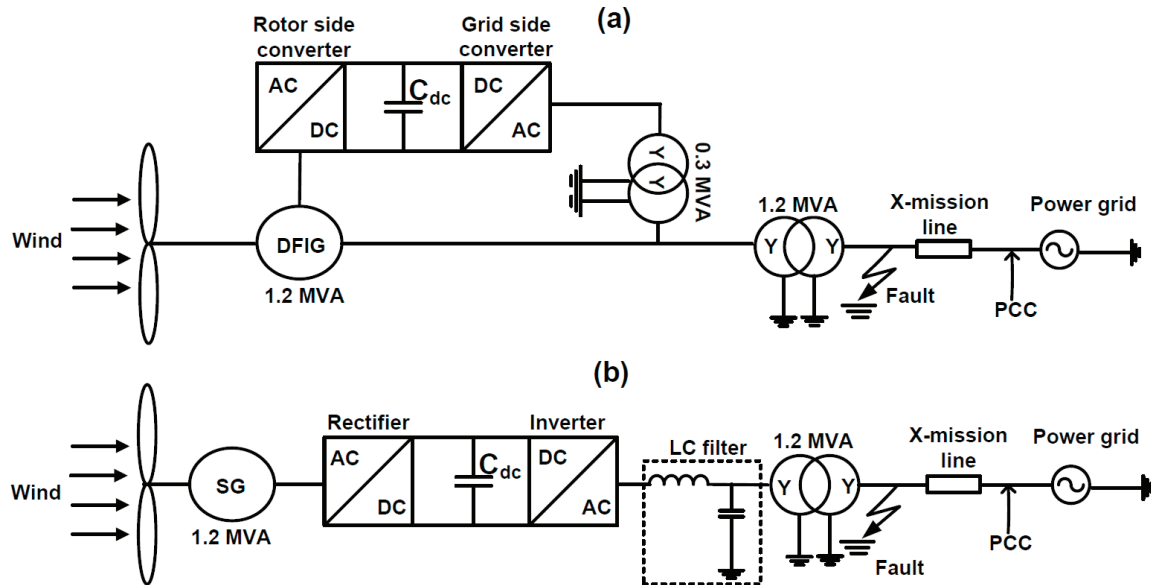 (a)
Rotor side
converter
Grid side
converter
AC
DC
Cdc
DC
AC
Y
Y
0.3 MVA
Wind
DFIG
1.2 MVA
1.2 MVA
Y
Y
X-mission
line
Power grid
Fault
PCC
(b)
Rectifier
Inverter
AC
DC
Cdc
DC
AC
LC filter
1.2 MVA
Y
Y
X-mission
line
Power grid
Wind
SG
1.2 MVA
Fault
PCC